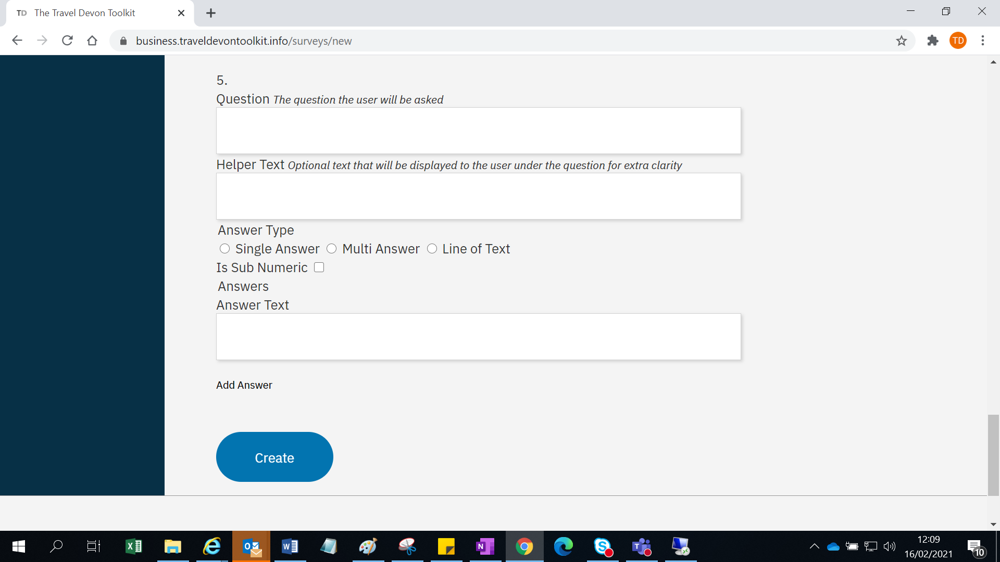 TD The Travel Devon Toolkit
business.traveldevontoolkit.info/surveys/new
TD
5.
Question The question the user will be asked
Helper Text Optional text that will be displayed to the user under the question for extra clarity
Answer Type
Single Answer Multi Answer Line of Text
Is Sub Numeric
Answers
Answer Text
Add Answer
Create
12:09
16/02/2021
10